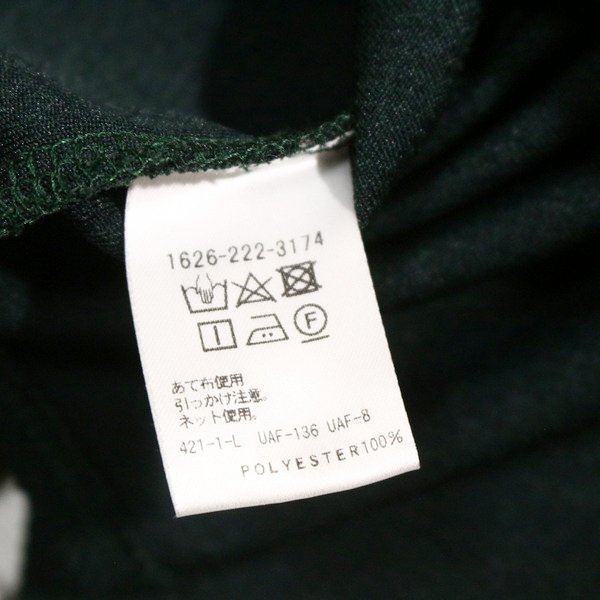 1626-222-3174
F
あて布使用
引っかけ注意。
ネット使用。
421-1-L UAF-136 UAF-8
POLYESTER100%